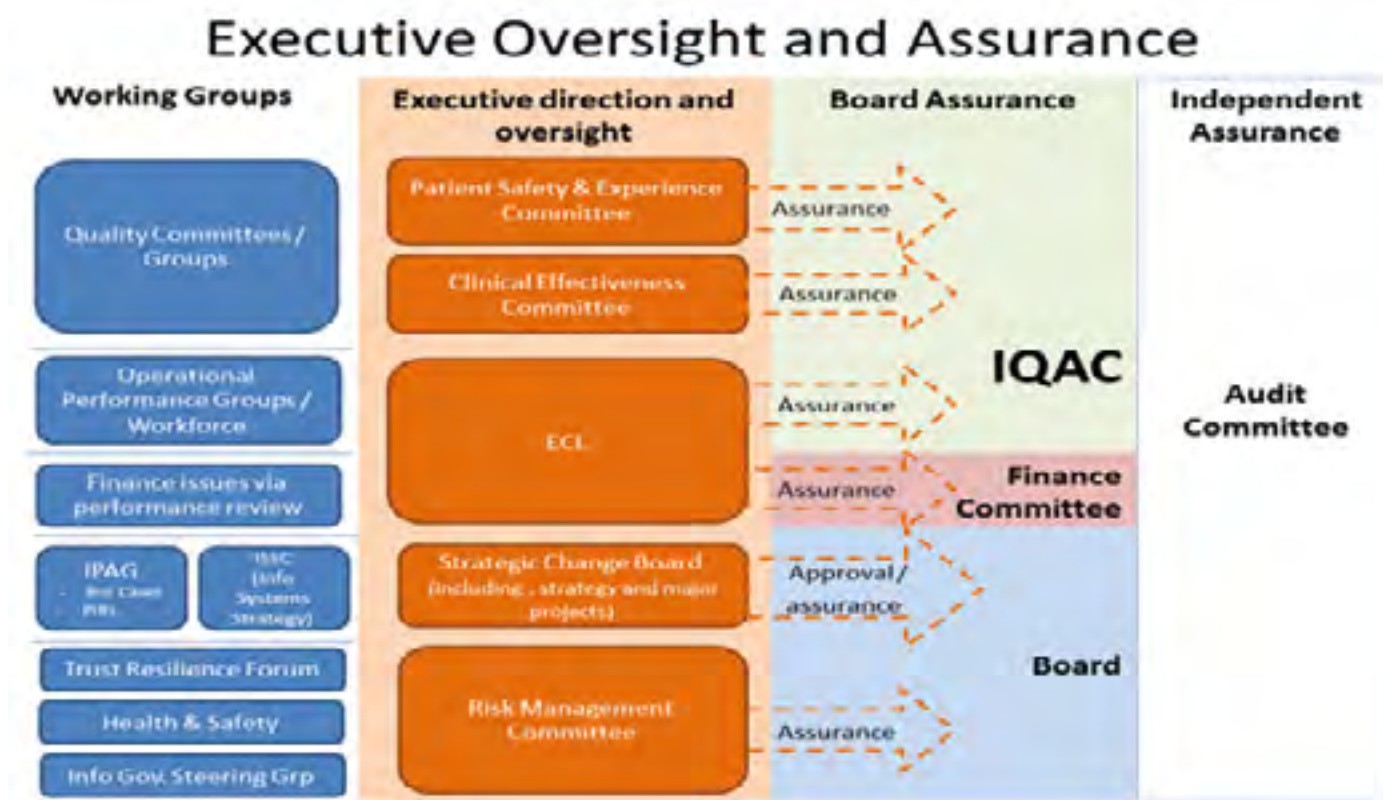 Executive Oversight and Assurance
Working Groups
Executive direction and
oversight
Board Assurance
Independent
Assurance
Quality Committees /
Groups
Operational
Performance Groups /
Workforce
Finance issues via
performance review
IPAG
- Bus Cases
- PIRs
ISSC
(Info
Systems
Strategy)
Trust Resilience Forum
Health & Safety
Info Gov. Steering Grp
Patient Safety & Experience
Committee
Clinical Effectiveness
Committee
ECL
Strategic Change Board
(including , strategy and major
projects)
Risk Management
Committee
Assurance
Assurance
Assurance
Assurance
Approval /
assurance
Assurance
IQAC
Finance
Committee
Board
Audit
Committee